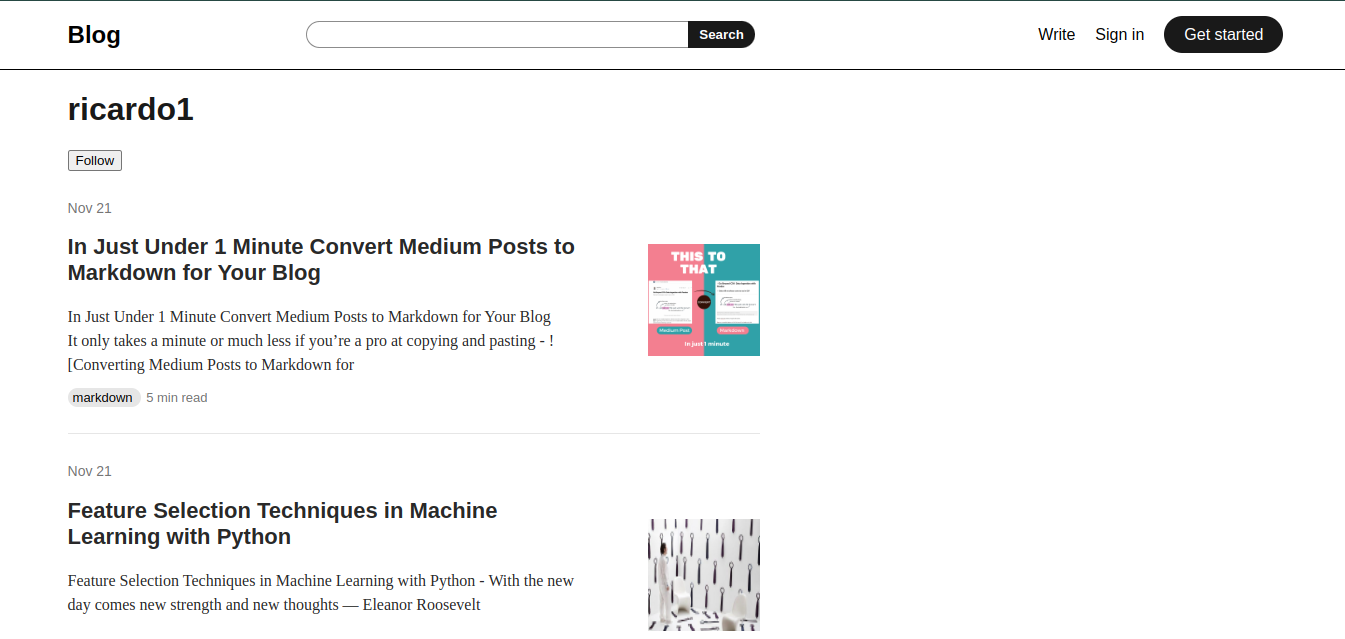 Blog
Search
Write
Sign in
Get started
ricardo1
Follow
Nov 21
In Just Under 1 Minute Convert Medium Posts to
Markdown for Your Blog
In Just Under 1 Minute Convert Medium Posts to Markdown for Your Blog
It only takes a minute or much less if you’re a pro at copying and pasting - !
[Converting Medium Posts to Markdown for
markdown
5 min read
THIS TO
THAT
Medium Post
Markdown
In just 1 minute
Nov 21
Feature Selection Techniques in Machine
Learning with Python
Feature Selection Techniques in Machine Learning with Python - With the new
day comes new strength and new thoughts — Eleanor Roosevelt